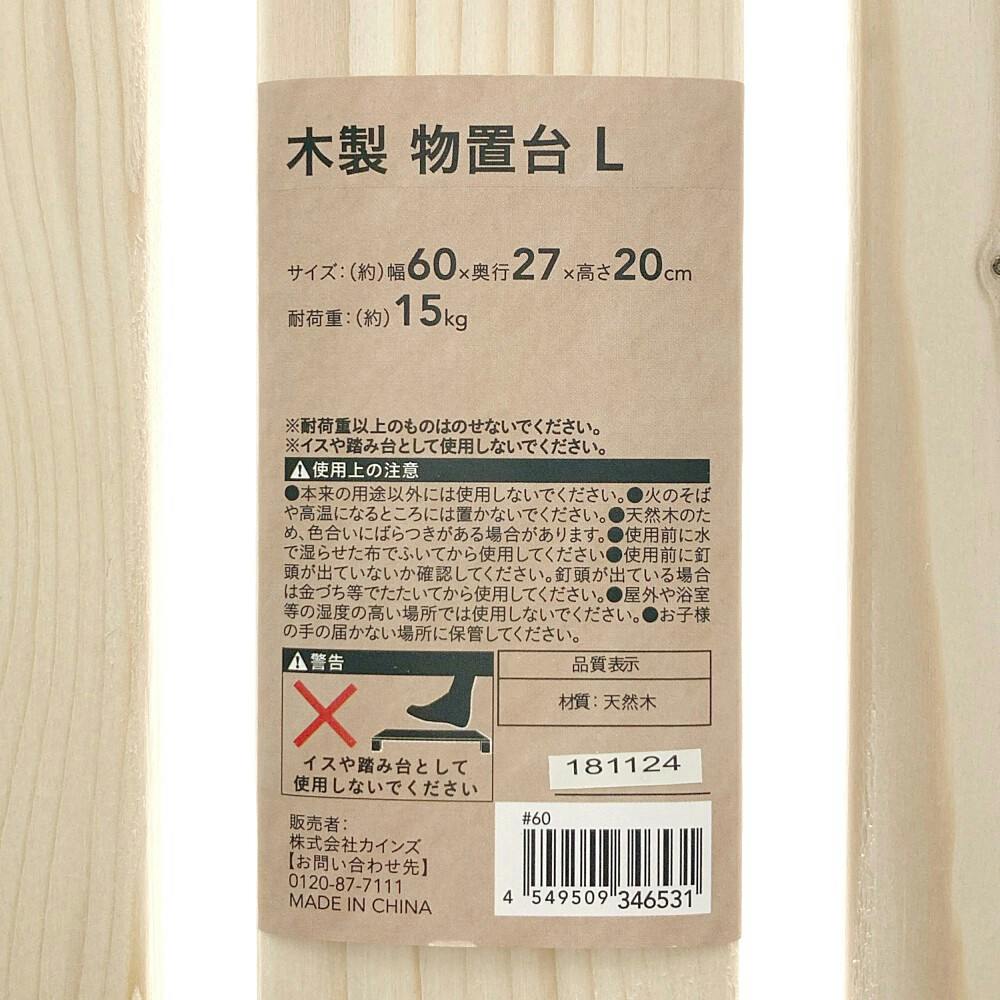 木製 物置台 L
サイズ：（約）幅60×奥行27×高さ20cm
耐荷重：（約）15kg
※耐荷重以上のものはのせないでください。
※イスや踏み台として使用しないでください。
使用上の注意
●本来の用途以外には使用しないでください。●火のそば
や高温になるところには置かないでください。●天然木のた
め、色合いにばらつきがある場合があります。●使用前に水
で湿らせた布でふいてから使用してください●使用前に釘
頭が出ていないか確認してください。釘頭が出ている場合
は金づち等でたたいてから使用してください。●屋外や浴室
等の湿度の高い場所では使用しないでください。●お子様
の手の届かない場所に保管してください。
警告
イスや踏み台として
使用しないでください
品質表示
材質：天然木
181124
販売者：
株式会社カインズ
【お問い合わせ先】
0120-87-7111
MADE IN CHINA
#60
4 549509 346531